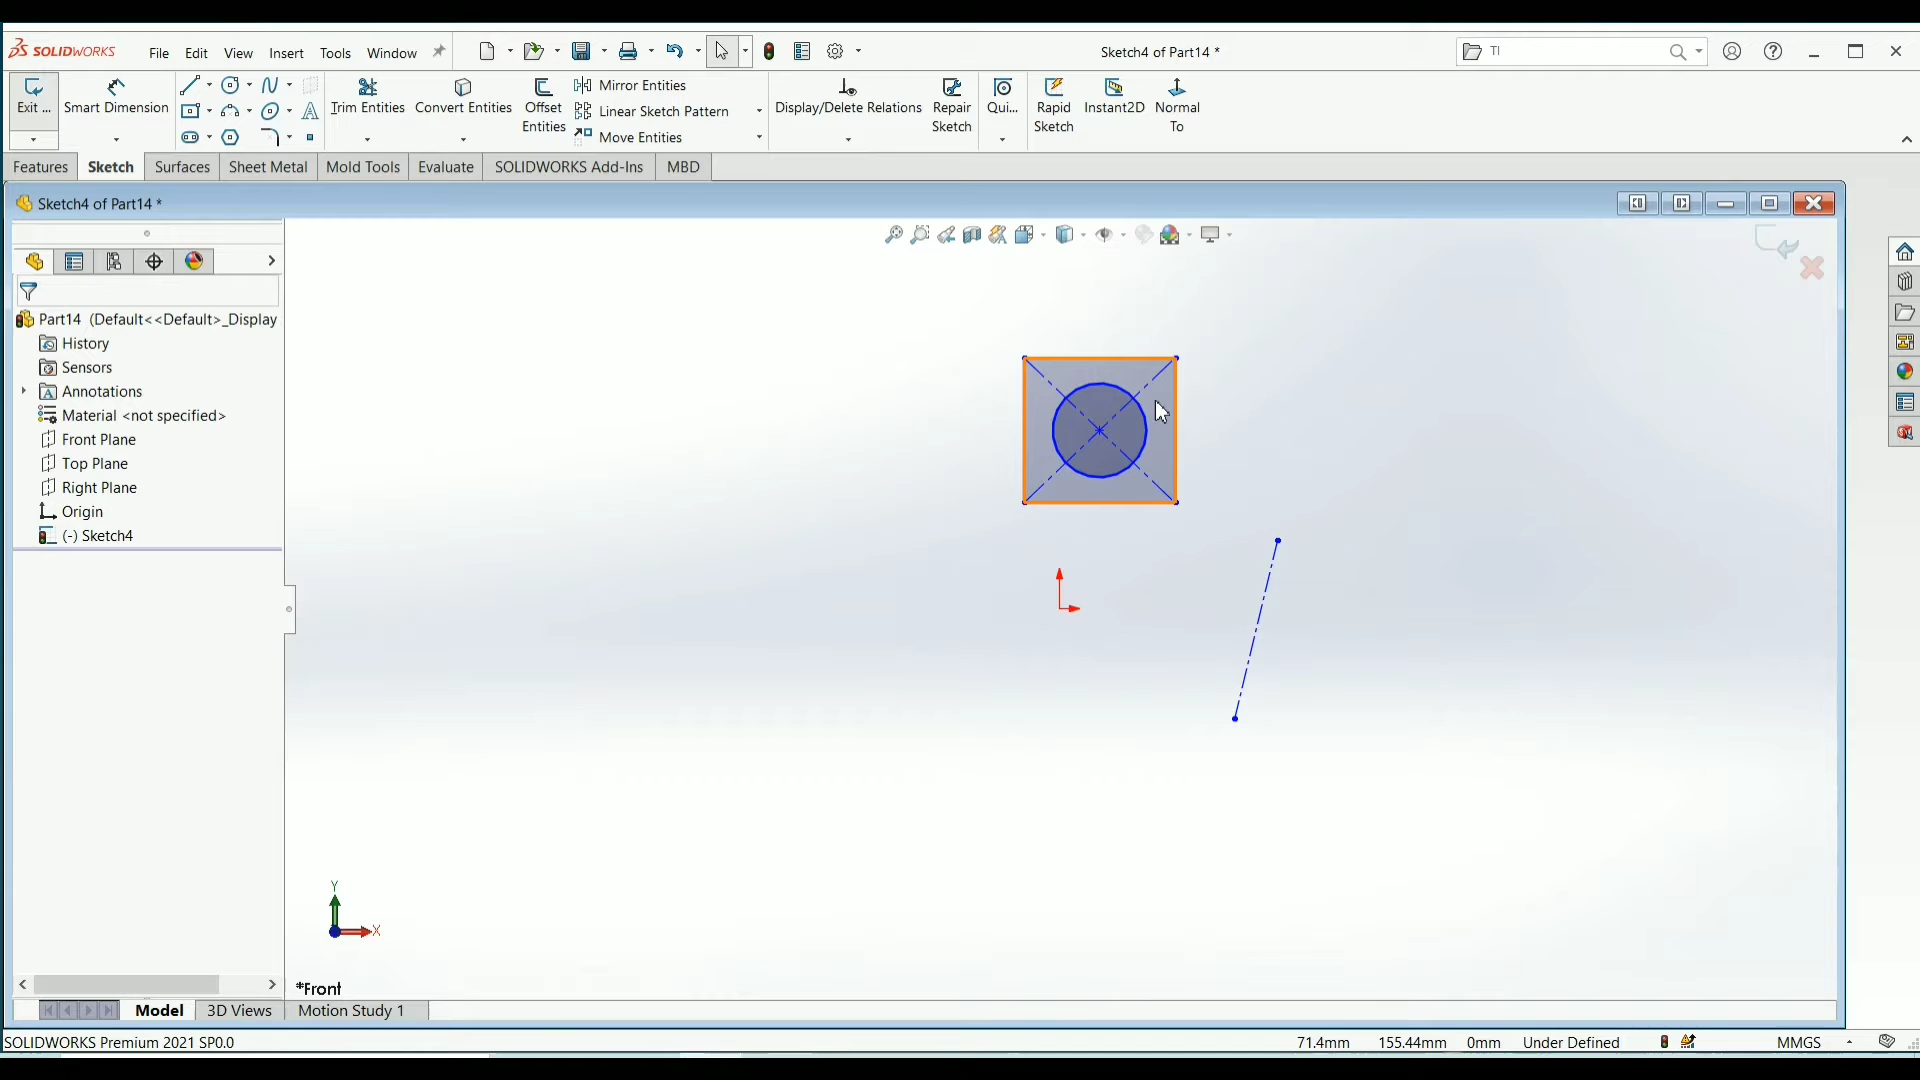 SOLIDWORKS File Edit View Insert Tools Window Sketch4 of Part14 * TI
Exit ... Smart Dimension Trim Entities Convert Entities Offset Entities Mirror Entities Display/Delete Relations Repair Sketch Qui... Rapid Sketch Instant2D Normal To
Linear Sketch Pattern
Move Entities
Features Sketch Surfaces Sheet Metal Mold Tools Evaluate SOLIDWORKS Add-Ins MBD
Sketch4 of Part14 *
Part14 (Default<<Default>_Display
History
Sensors
Annotations
Material <not specified>
Front Plane
Top Plane
Right Plane
Origin
(-) Sketch4
Y
X
*Front
Model 3D Views Motion Study 1
SOLIDWORKS Premium 2021 SP0.0 71.4mm 155.44mm 0mm Under Defined MMGS